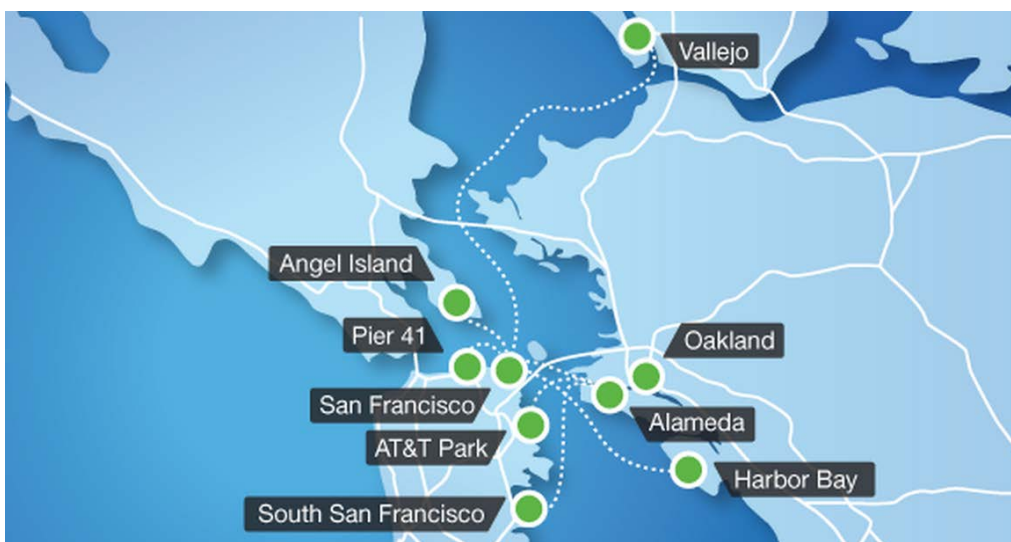 Vallejo
Angel Island
Pier 41
Oakland
San Francisco
Alameda
AT&T Park
Harbor Bay
South San Francisco